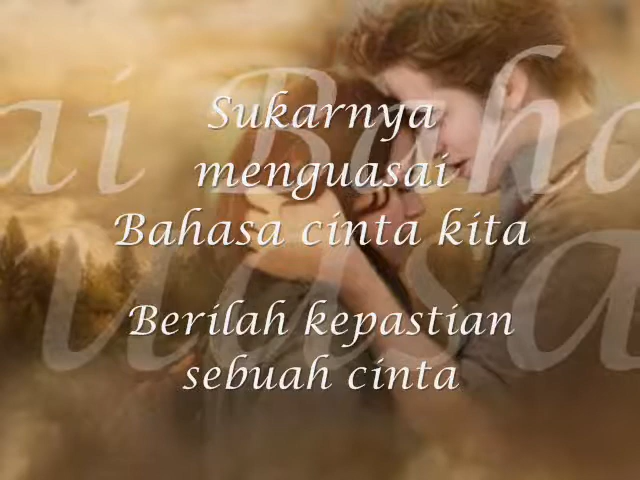 Sukarnya
menguasai
Bahasa cinta kita
Berilah kepastian
sebuah cinta